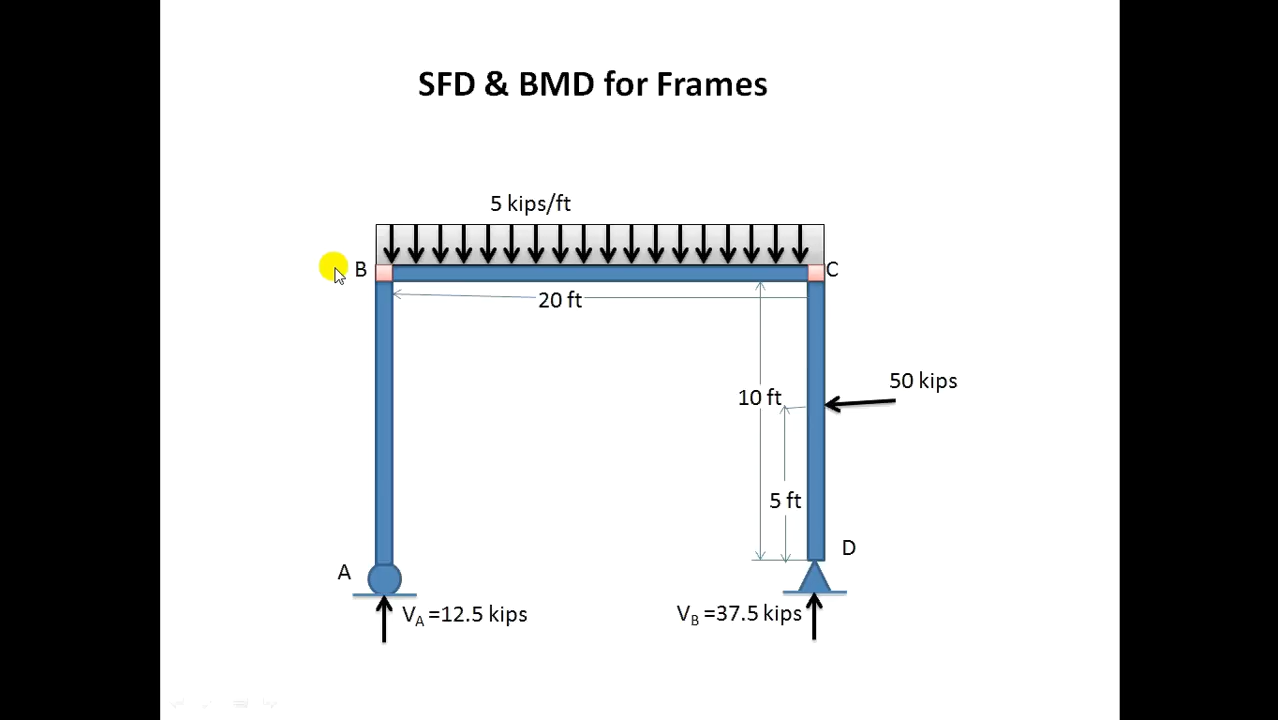 SFD & BMD for Frames
5 kips/ft
B
C
20 ft
50 kips
10 ft
5 ft
D
A
VA =12.5 kips
VB =37.5 kips